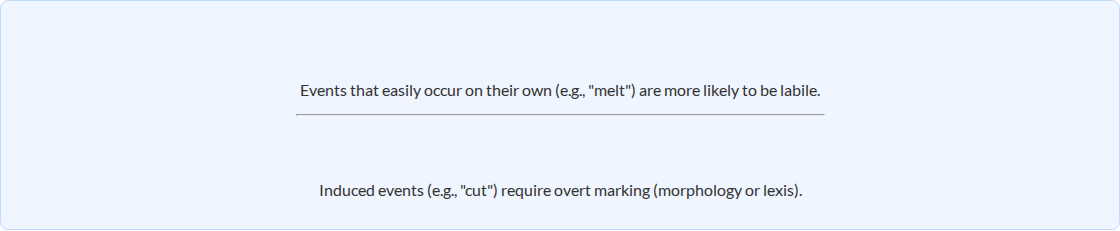 Events that easily occur on their own (e.g., "melt") are more likely to be labile.
Induced events (e.g., "cut") require overt marking (morphology or lexis).